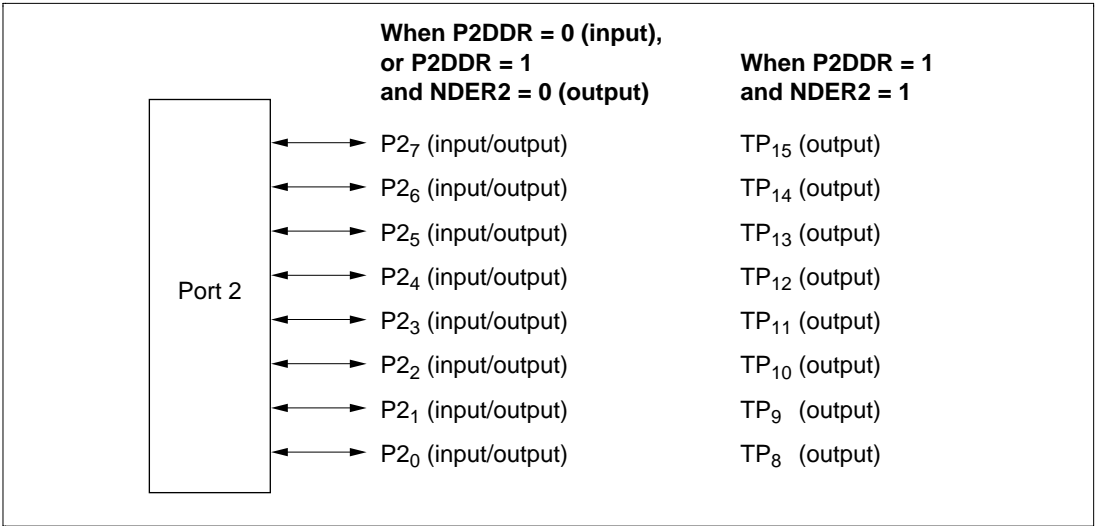 When P2DDR = 0 (input),
or P2DDR = 1
and NDER2 = 0 (output)
When P2DDR = 1
and NDER2 = 1
Port 2
P2₇ (input/output) TP₁₅ (output)
P2₆ (input/output) TP₁₄ (output)
P2₅ (input/output) TP₁₃ (output)
P2₄ (input/output) TP₁₂ (output)
P2₃ (input/output) TP₁₁ (output)
P2₂ (input/output) TP₁₀ (output)
P2₁ (input/output) TP₉ (output)
P2₀ (input/output) TP₈ (output)